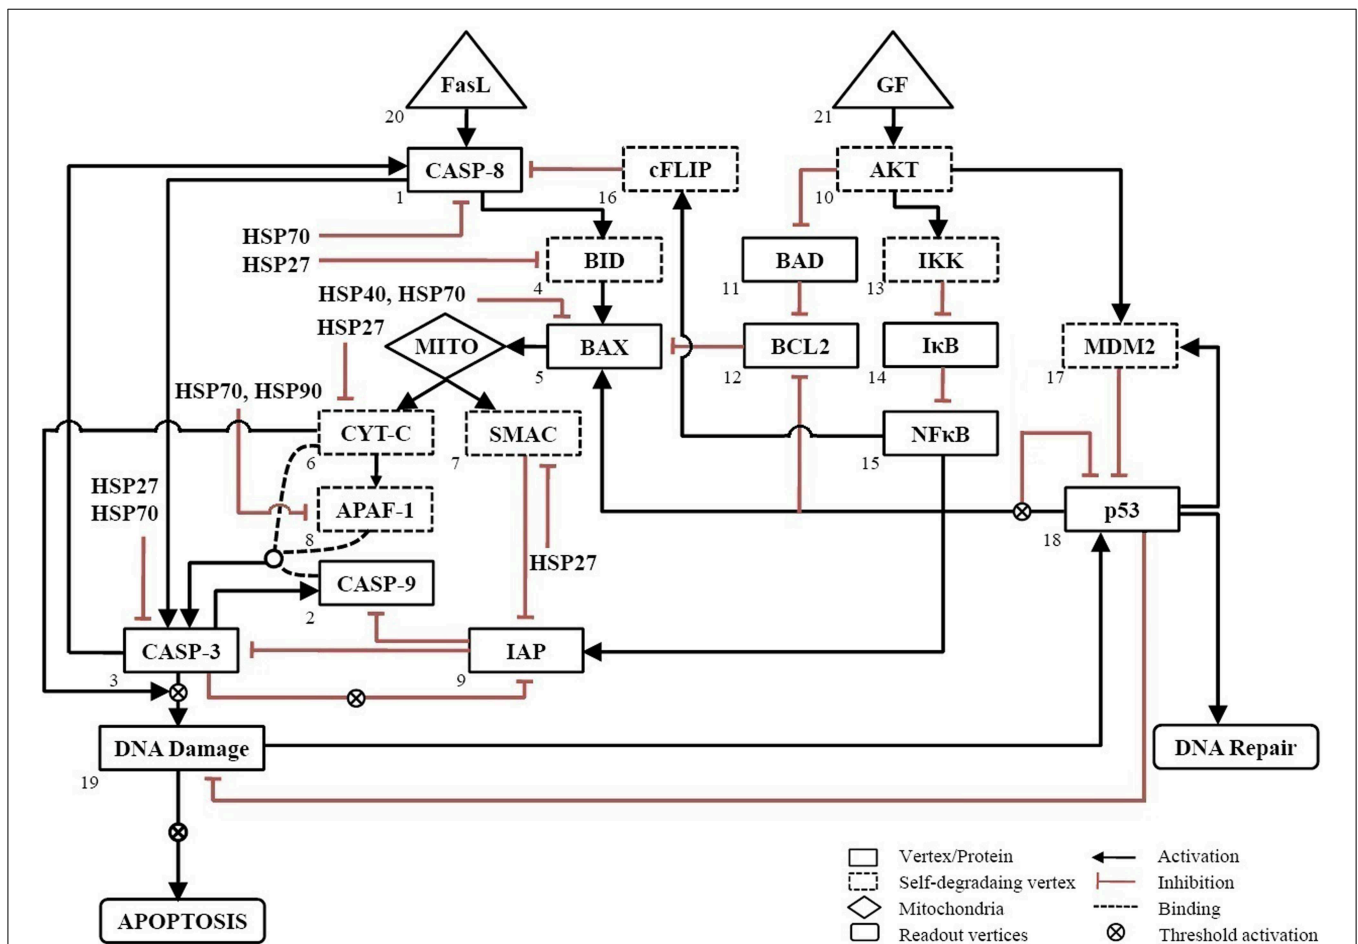 FasL
GF
20
21
CASP-8
cFLIP
AKT
1
16
10
HSP70
HSP27
BID
BAD
IKK
4
11
13
HSP40, HSP70
HSP27
MITO
BAX
BCL2
IκB
MDM2
5
12
14
17
HSP70, HSP90
CYT-C
SMAC
NFκB
6
7
15
HSP27
HSP70
APAF-1
p53
8
18
HSP27
CASP-9
2
CASP-3
IAP
3
9
DNA Damage
DNA Repair
19
APOPTOSIS
Vertex/Protein
Activation
Self-degradaing vertex
Inhibition
Mitochondria
Binding
Readout vertices
Threshold activation